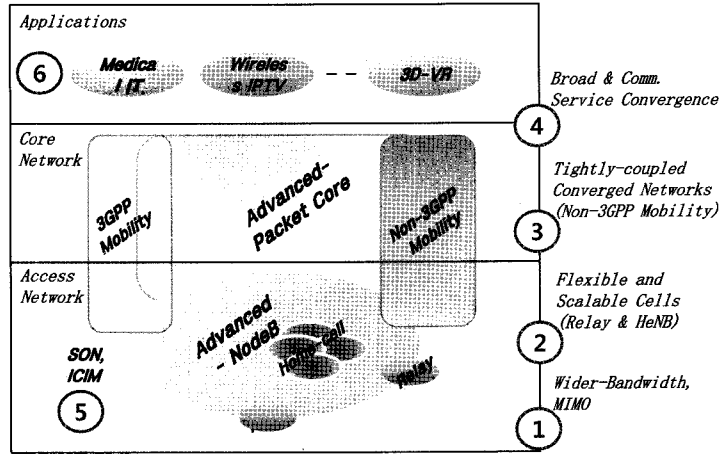 Applications
6
Medica
l IT.
Wireles
s IPTV
3D-VR
Broad & Comm.
Service Convergence
4
Core
Network
3GPP
Mobility
Advanced-
Packet Core
Non-3GPP
Mobility
Tightly-coupled
Converged Networks
(Non-3GPP Mobility)
3
Access
Network
Advanced
- NodeB
Home-cell
Relay
Flexible and
Scalable Cells
(Relay & HeNB)
2
SON,
ICIM
5
Wider-Bandwidth,
MIMO
1